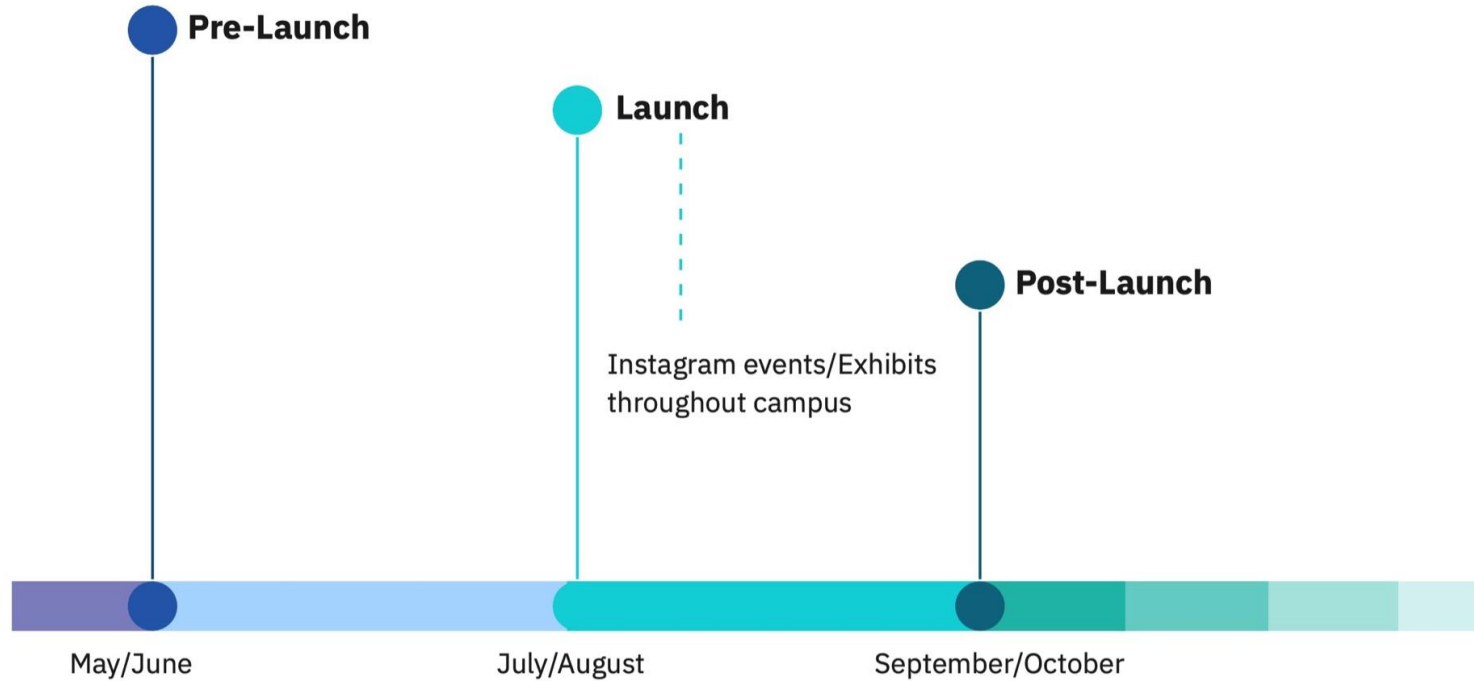 Pre-Launch
Launch
Post-Launch
Instagram events/Exhibits
throughout campus
May/June
July/August
September/October